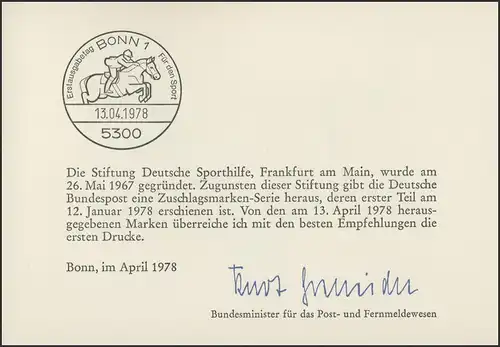 Erstausgabetag BONN 1 Für den Sport
13.04.1978
5300
Die Stiftung Deutsche Sporthilfe, Frankfurt am Main, wurde am
26. Mai 1967 gegründet. Zugunsten dieser Stiftung gibt die Deutsche
Bundespost eine Zuschlagsmarken-Serie heraus, deren erster Teil am
12. Januar 1978 erschienen ist. Von den am 13. April 1978 heraus-
gegebenen Marken überreiche ich mit den besten Empfehlungen die
ersten Drucke.
Bonn, im April 1978
Kurt Gscheidle
Bundesminister für das Post- und Fernmeldewesen